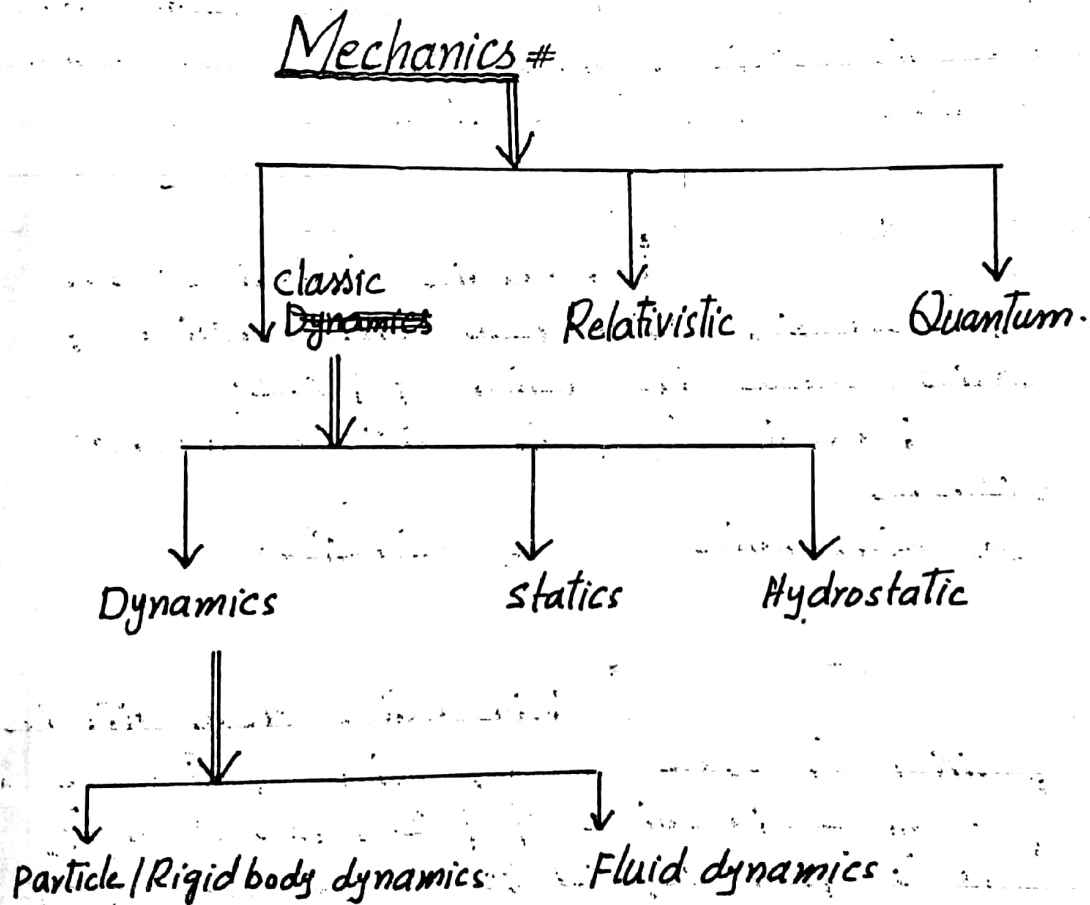 Mechanics #
classic
Dynamics
Relativistic
Quantum.
Dynamics
statics
Hydrostatic
particle/Rigid body dynamics
Fluid dynamics.